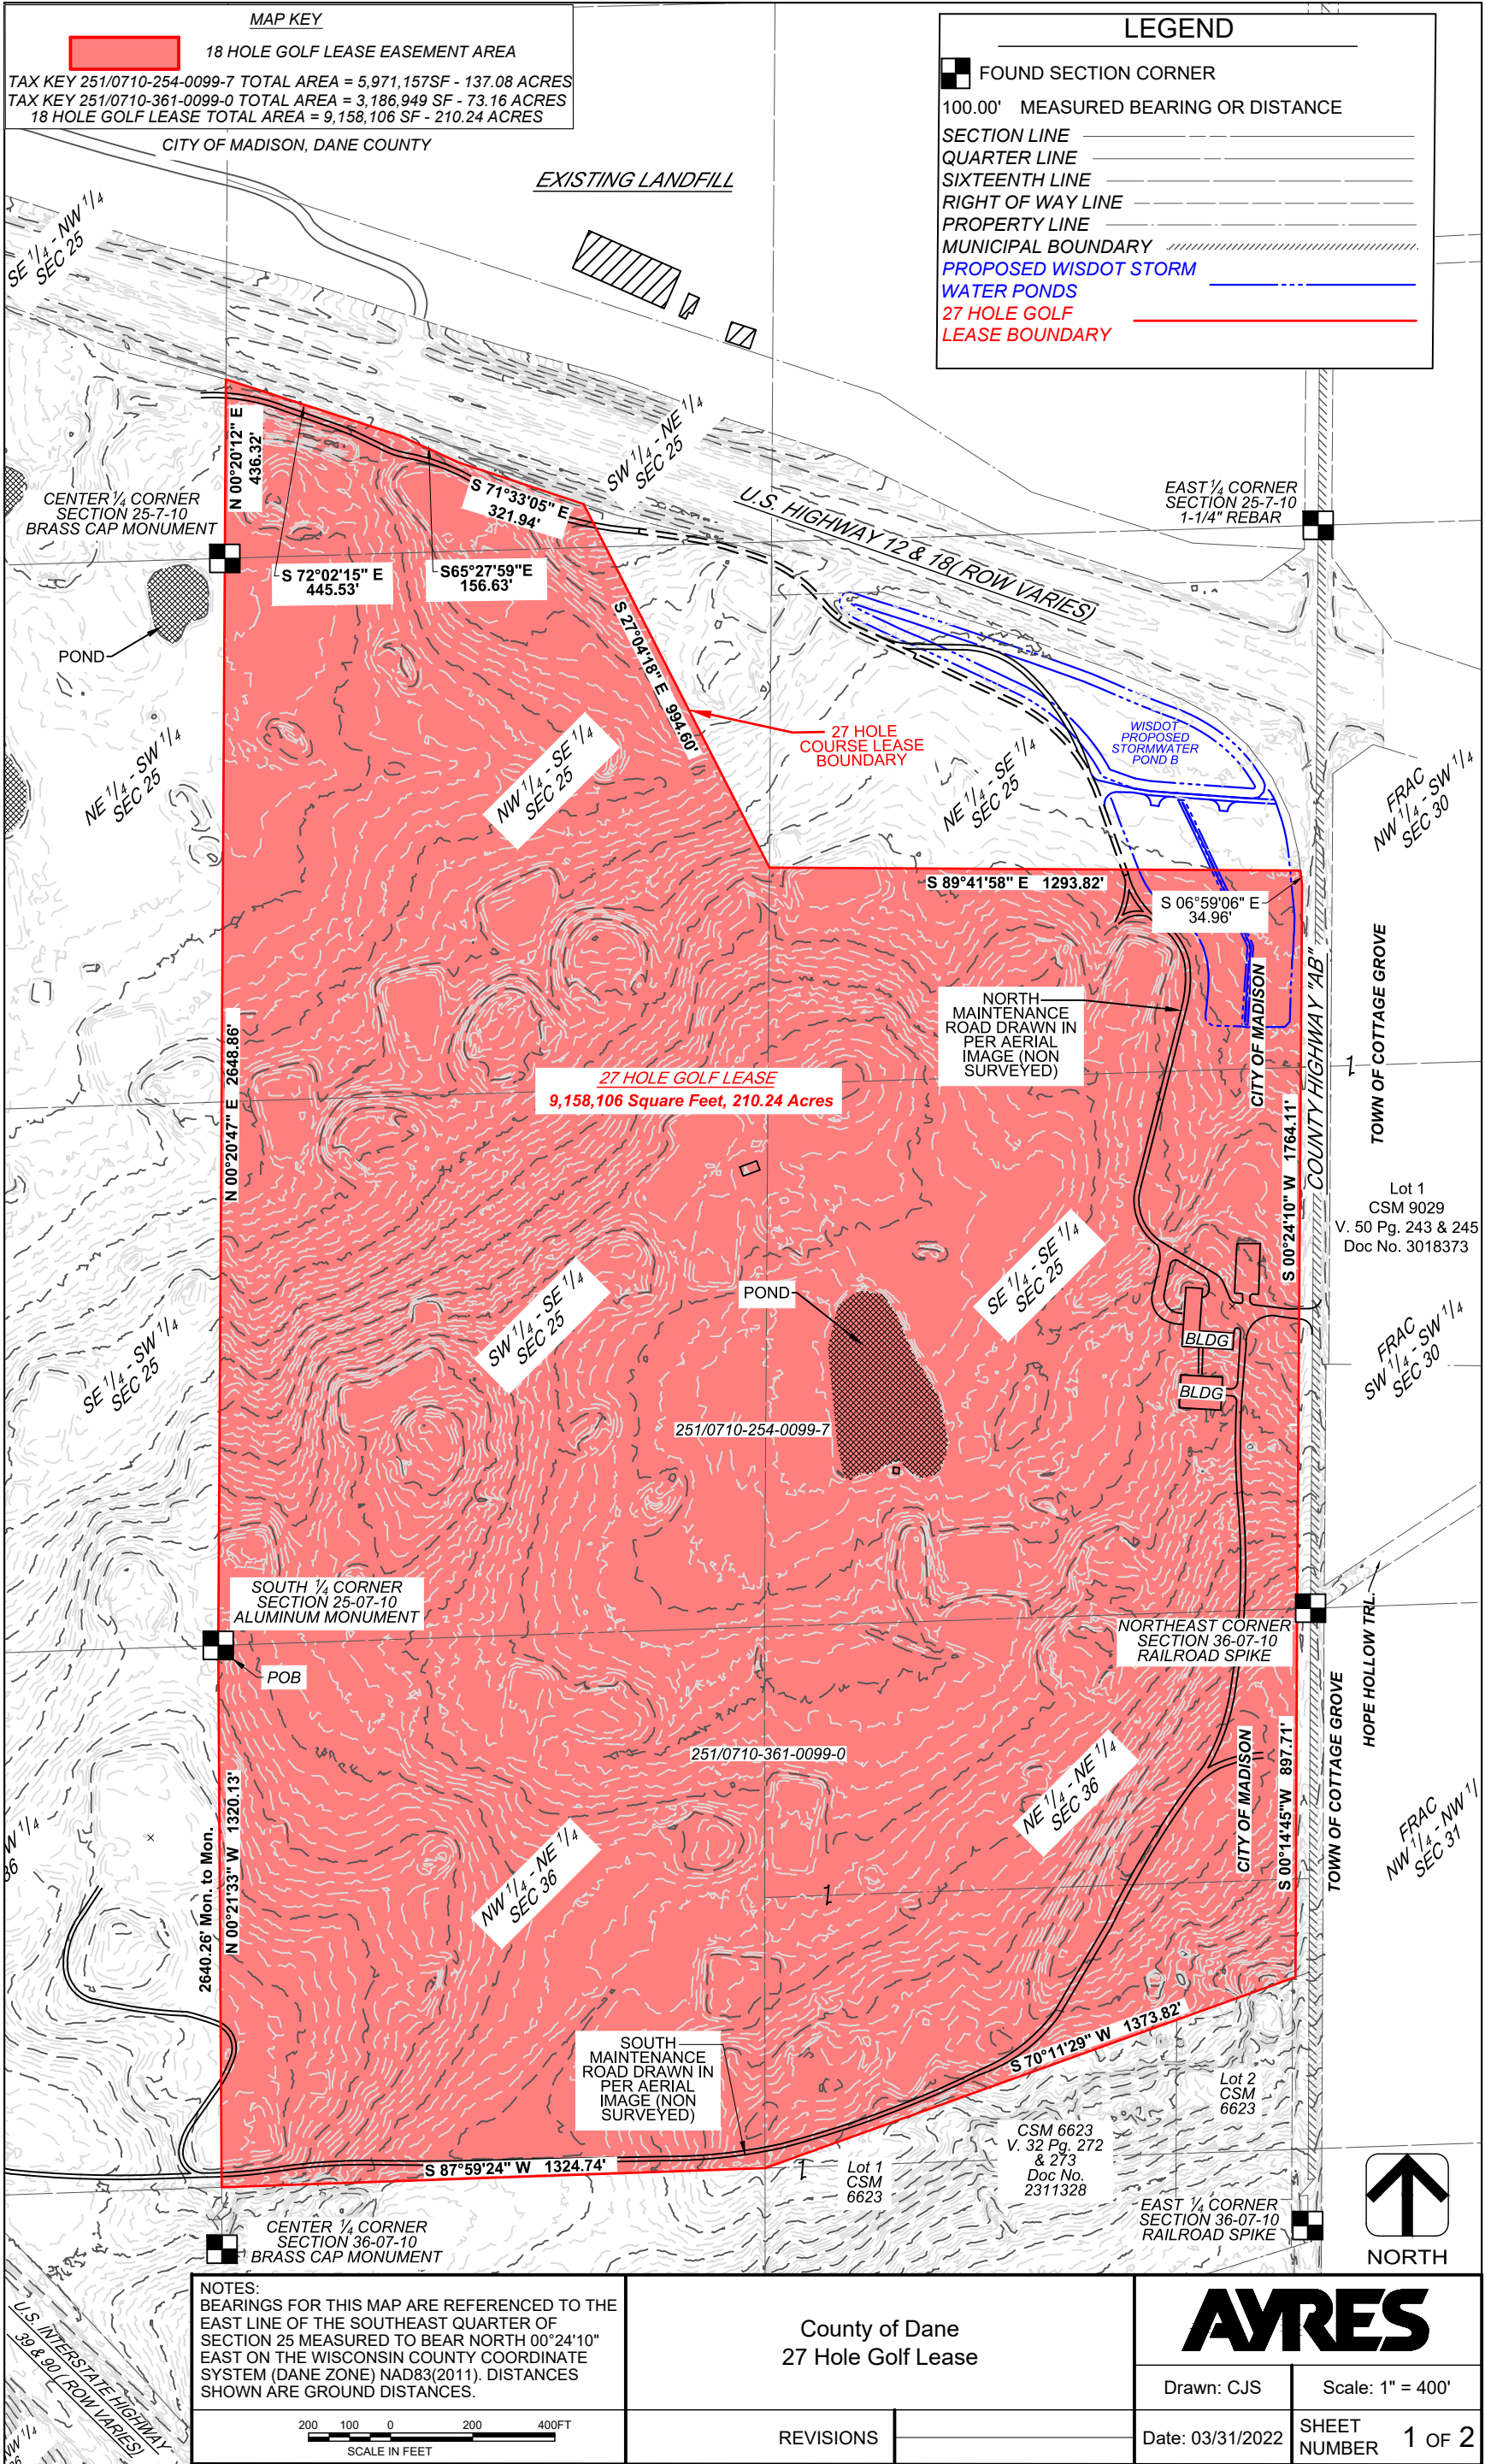 MAP KEY
18 HOLE GOLF LEASE EASEMENT AREA
TAX KEY 251/0710-254-0099-7 TOTAL AREA = 5,971,157SF - 137.08 ACRES
TAX KEY 251/0710-361-0099-0 TOTAL AREA = 3,186,949 SF - 73.16 ACRES
18 HOLE GOLF LEASE TOTAL AREA = 9,158,106 SF - 210.24 ACRES
CITY OF MADISON, DANE COUNTY
LEGEND
FOUND SECTION CORNER
100.00' MEASURED BEARING OR DISTANCE
SECTION LINE
QUARTER LINE
SIXTEENTH LINE
RIGHT OF WAY LINE
PROPERTY LINE
MUNICIPAL BOUNDARY
PROPOSED WISDOT STORM
WATER PONDS
27 HOLE GOLF
LEASE BOUNDARY
EXISTING LANDFILL
SE 1/4 - NW 1/4
SEC 25
SW 1/4 - NE 1/4
SEC 25
N 00°20'12" E
436.32'
S 71°33'05" E
321.94'
U.S. HIGHWAY 12 & 18( ROW VARIES)
EAST 1/4 CORNER
SECTION 25-7-10
1-1/4" REBAR
CENTER 1/4 CORNER
SECTION 25-7-10
BRASS CAP MONUMENT
S 72°02'15" E
445.53'
S65°27'59"E
156.63'
POND
S 27°04'18" E 994.60'
27 HOLE
COURSE LEASE
BOUNDARY
WISDOT
PROPOSED
STORMWATER
POND B
NE 1/4 - SW 1/4
SEC 25
NW 1/4 - SE 1/4
SEC 25
NE 1/4 - SE 1/4
SEC 25
FRAC
NW 1/4 - SW 1/4
SEC 30
S 89°41'58" E 1293.82'
S 06°59'06" E
34.96'
NORTH
MAINTENANCE
ROAD DRAWN IN
PER AERIAL
IMAGE (NON
SURVEYED)
CITY OF MADISON
COUNTY HIGHWAY "AB"
TOWN OF COTTAGE GROVE
N 00°20'47" E 2648.86'
27 HOLE GOLF LEASE
9,158,106 Square Feet, 210.24 Acres
S 00°24'10" W 1764.11'
Lot 1
CSM 9029
V. 50 Pg. 243 & 245
Doc No. 3018373
SE 1/4 - SW 1/4
SEC 25
SW 1/4 - SE 1/4
SEC 25
SE 1/4 - SE 1/4
SEC 25
POND
BLDG
BLDG
FRAC
SW 1/4 - SW 1/4
SEC 30
251/0710-254-0099-7
SOUTH 1/4 CORNER
SECTION 25-07-10
ALUMINUM MONUMENT
POB
NORTHEAST CORNER
SECTION 36-07-10
RAILROAD SPIKE
HOPE HOLLOW TRL.
TOWN OF COTTAGE GROVE
251/0710-361-0099-0
NE 1/4 - NE 1/4
SEC 36
CITY OF MADISON
S 00°14'45"W 897.71'
FRAC
NW 1/4 - NW 1/
SEC 31
W 1/4
36
2640.26' Mon. to Mon.
N 00°21'33" W 1320.13'
NW 1/4 - NE 1/4
SEC 36
SOUTH
MAINTENANCE
ROAD DRAWN IN
PER AERIAL
IMAGE (NON
SURVEYED)
S 70°11'29" W 1373.82'
S 87°59'24" W 1324.74'
Lot 2
CSM
6623
Lot 1
CSM
6623
CSM 6623
V. 32 Pg. 272
& 273
Doc No.
2311328
CENTER 1/4 CORNER
SECTION 36-07-10
BRASS CAP MONUMENT
EAST 1/4 CORNER
SECTION 36-07-10
RAILROAD SPIKE
NORTH
U.S. INTERSTATE HIGHWAY
39 & 90 ( ROW VARIES)
NW 1/4
36
NOTES:
BEARINGS FOR THIS MAP ARE REFERENCED TO THE
EAST LINE OF THE SOUTHEAST QUARTER OF
SECTION 25 MEASURED TO BEAR NORTH 00°24'10"
EAST ON THE WISCONSIN COUNTY COORDINATE
SYSTEM (DANE ZONE) NAD83(2011). DISTANCES
SHOWN ARE GROUND DISTANCES.
200 100 0 200 400FT
SCALE IN FEET
County of Dane
27 Hole Golf Lease
REVISIONS
AYRES
Drawn: CJS
Scale: 1" = 400'
Date: 03/31/2022
SHEET
NUMBER 1 OF 2